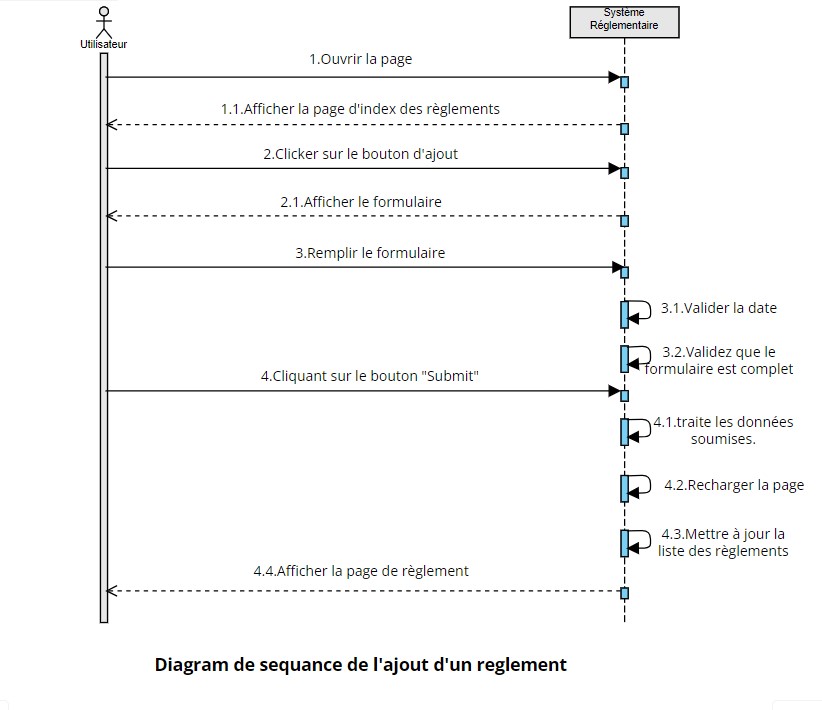 Système
Réglementaire
Utilisateur
1.Ouvrir la page
1.1.Afficher la page d'index des règlements
2.Clicker sur le bouton d'ajout
2.1.Afficher le formulaire
3.Remplir le formulaire
3.1.Valider la date
3.2.Validez que le
formulaire est complet
4.Cliquant sur le bouton "Submit"
4.1.traite les données
soumises.
4.2.Recharger la page
4.3.Mettre à jour la
liste des règlements
4.4.Afficher la page de règlement
Diagram de sequance de l'ajout d'un reglement